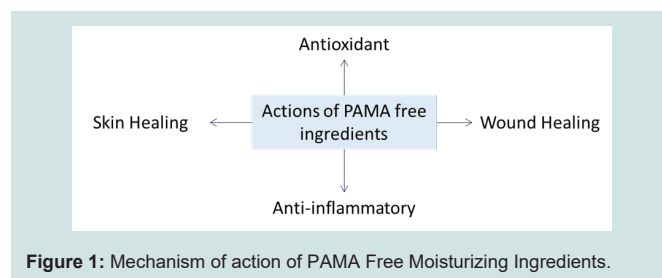 Antioxidant
Skin Healing
Actions of PAMA free
ingredients
Wound Healing
Anti-inflammatory
Figure 1: Mechanism of action of PAMA Free Moisturizing Ingredients.